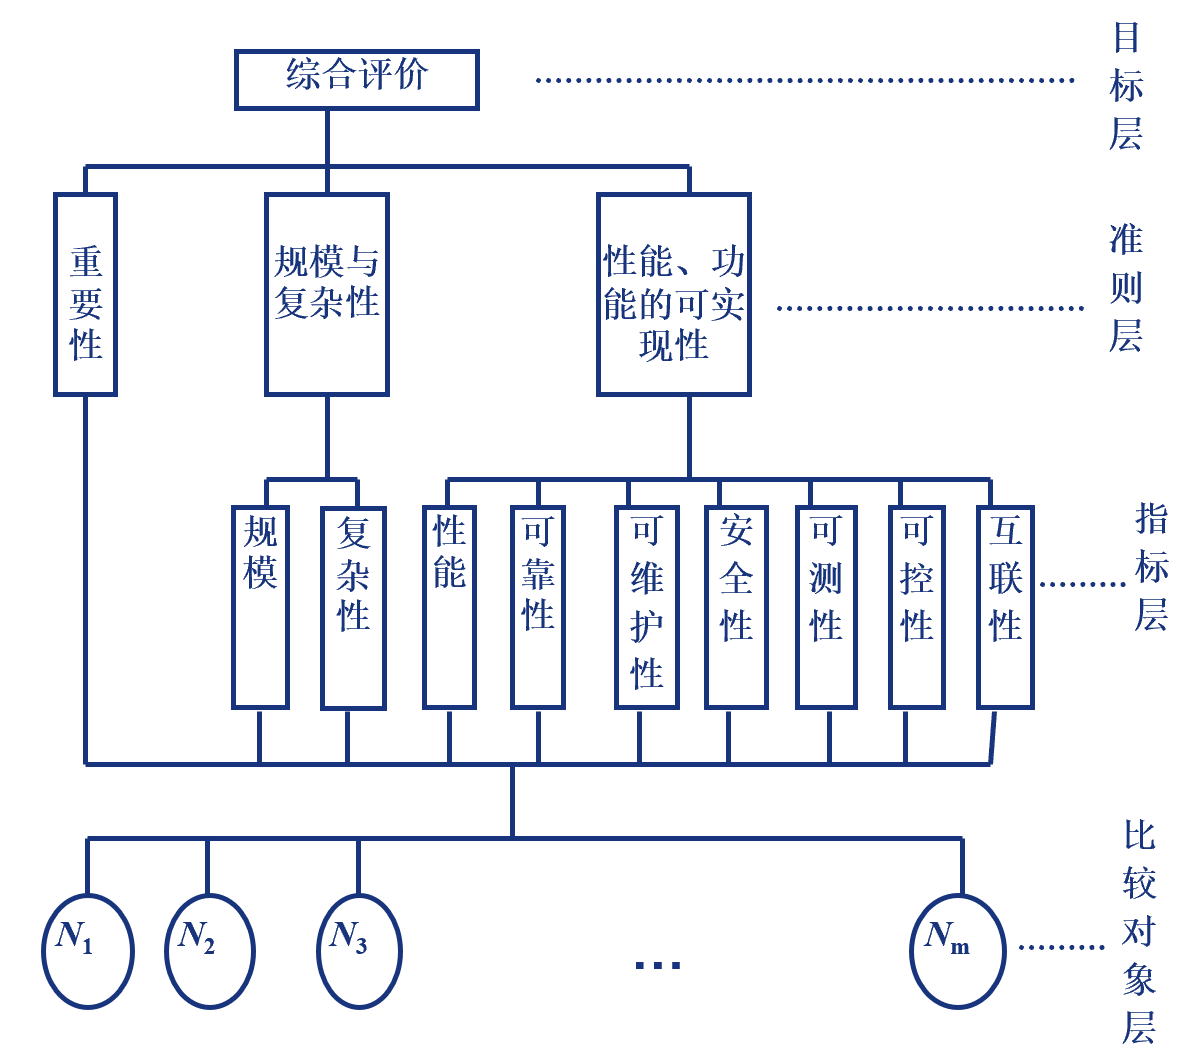 综合评价
目标层
重要性
规模与
复杂性
性能、功
能的可实
现性
准则层
规模
复杂性
性能
可靠性
可维护性
安全性
可测性
可控性
互联性
指标层
N1
N2
N3
...
Nm
比较对象层